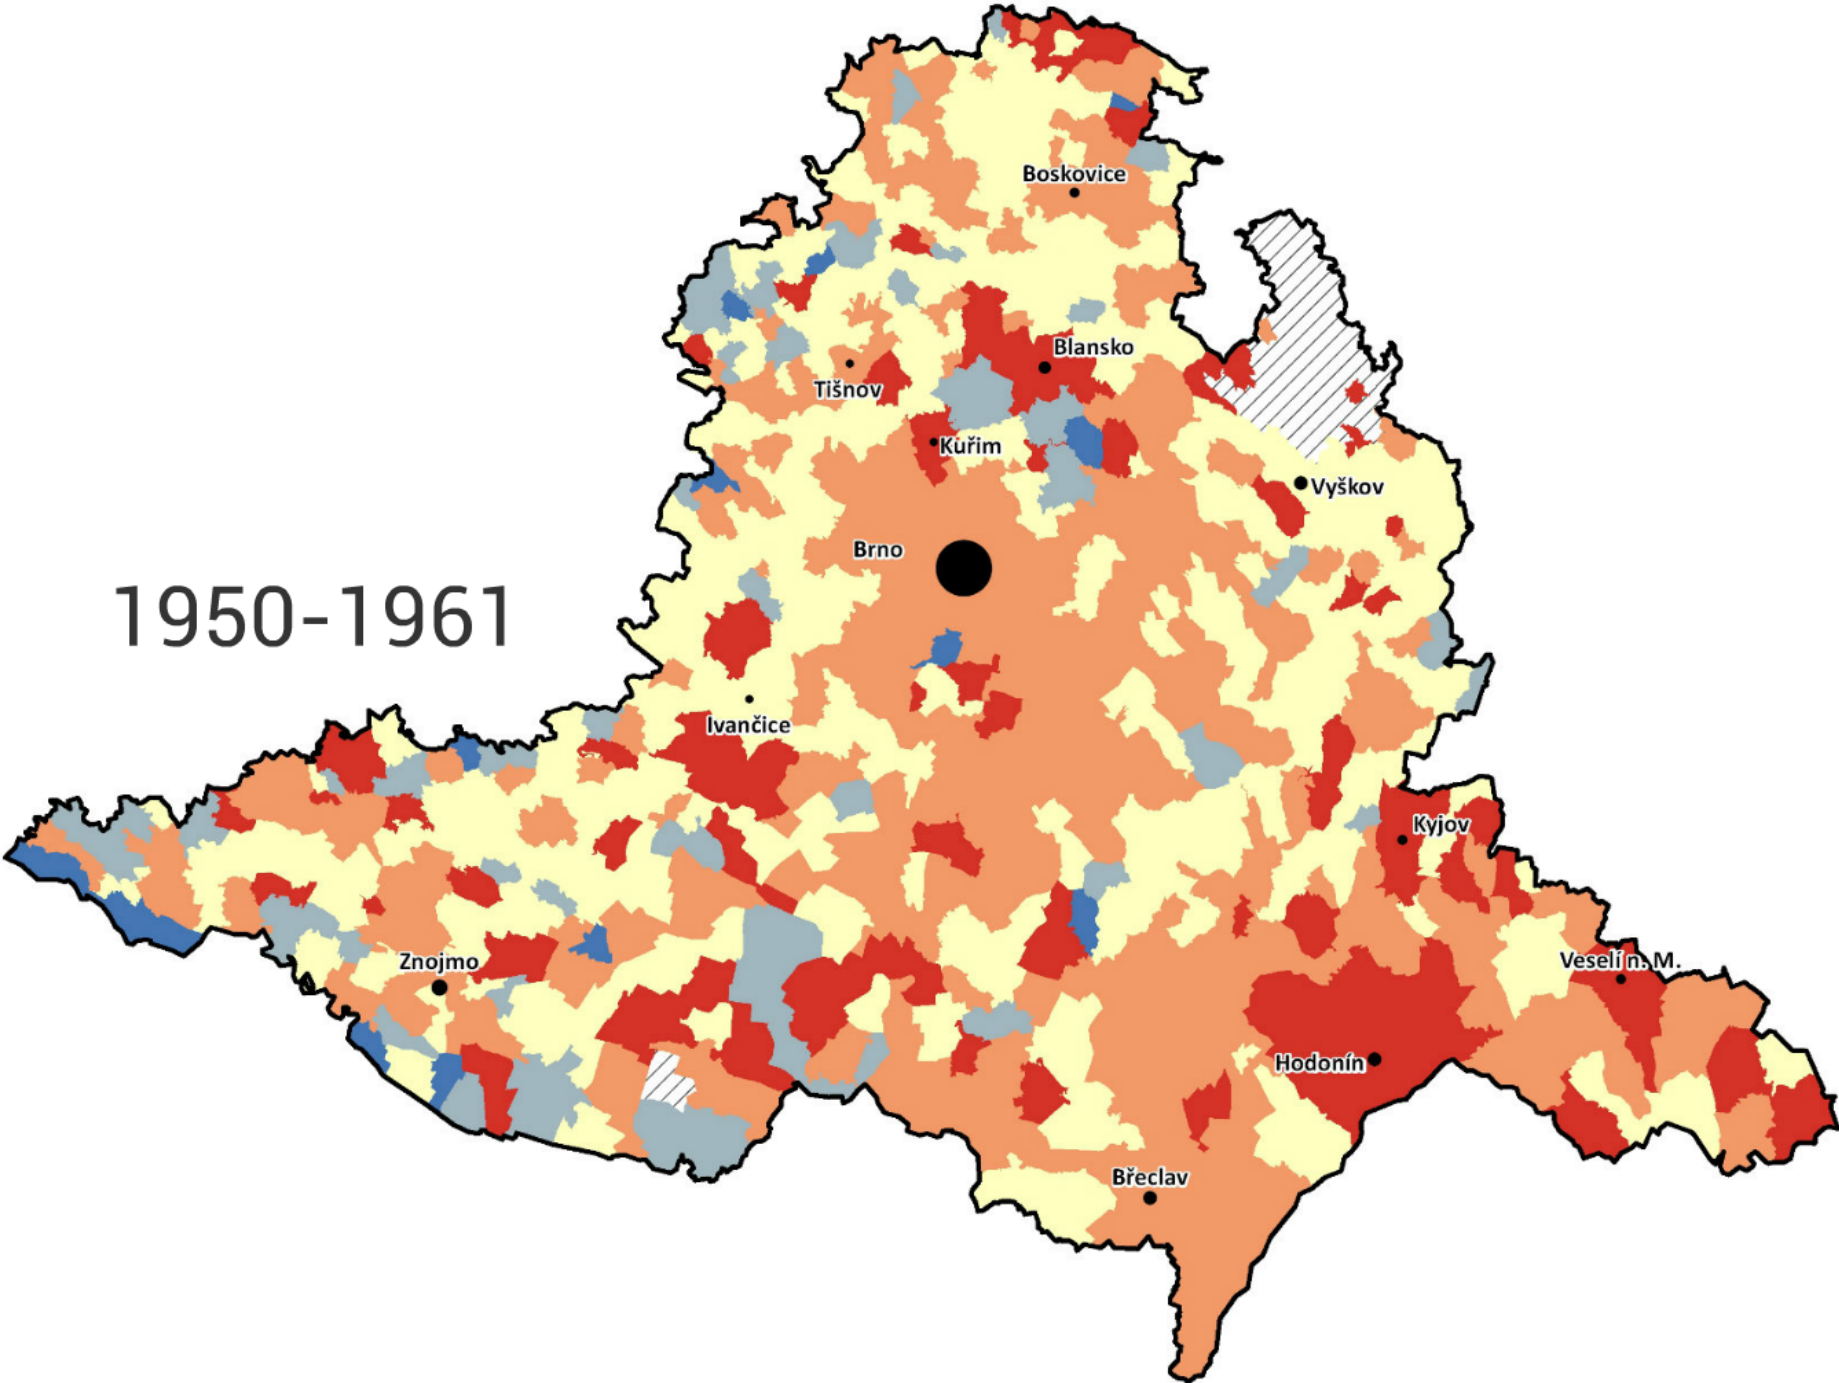 Boskovice
Blansko
Tišnov
Kuřim
Vyškov
Brno
1950-1961
Ivančice
Kyjov
Znojmo
Veselí n. M.
Hodonín
Břeclav